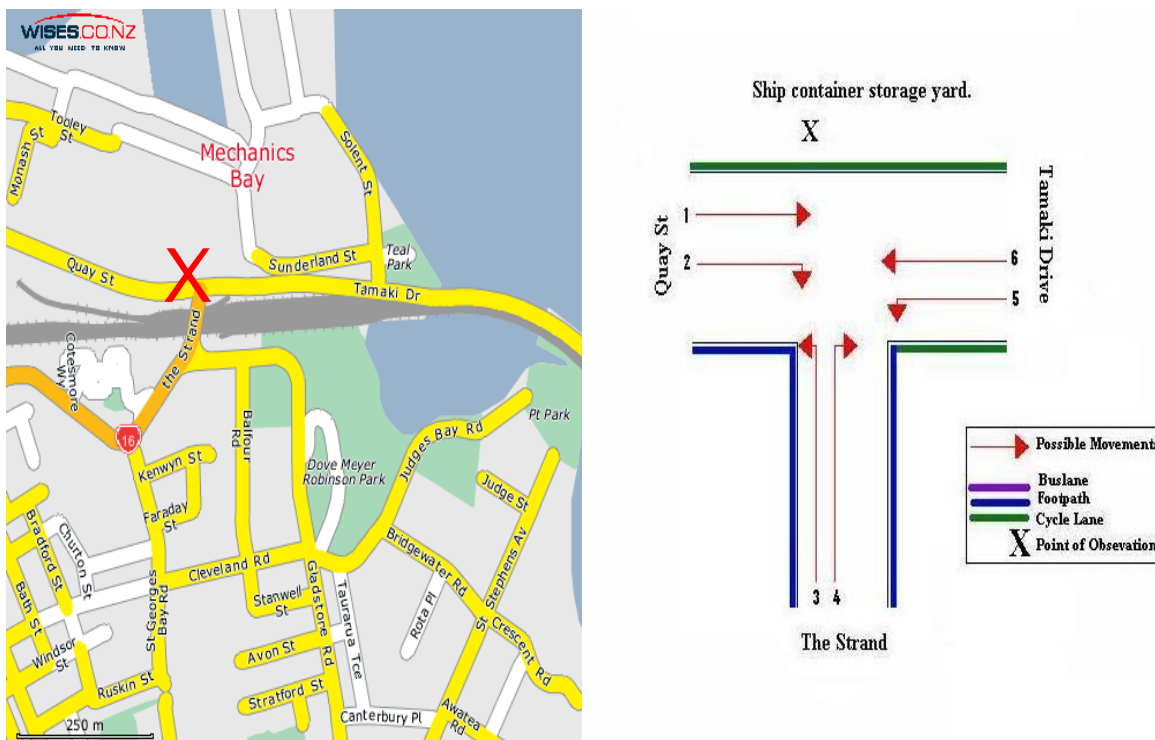 WISES.CO.NZ
ALL YOU NEED TO KNOW
Tooley
St
Monash St
Mechanics
Bay
Solent St
Quay St
Sunderland St
Teal
Park
Tamaki Dr
X
the Strand
Cotesmore
Wy
16
Balfour
Rd
Pt Park
Judges Bay Rd
Kenwyn St
Dove Meyer
Robinson Park
Faraday
St
Judge St
Bradford St
Churton St
Bridgewater Rd
Cleveland Rd
St Stephens Av
Bath St
Stanwell
St
Gladstone Rd
Taurarua Tce
Rota Pl
Crescent Rd
St Georges
Bay Rd
Windsor
St
Avon St
Ruskin St
Stratford St
Canterbury Pl
Awatea
Rd
250 m
Ship container storage yard.
X
Quay St
Tamaki Drive
1
2
6
5
3 4
The Strand
Possible Movements
Buslane
Footpath
Cycle Lane
X Point of Obsevation